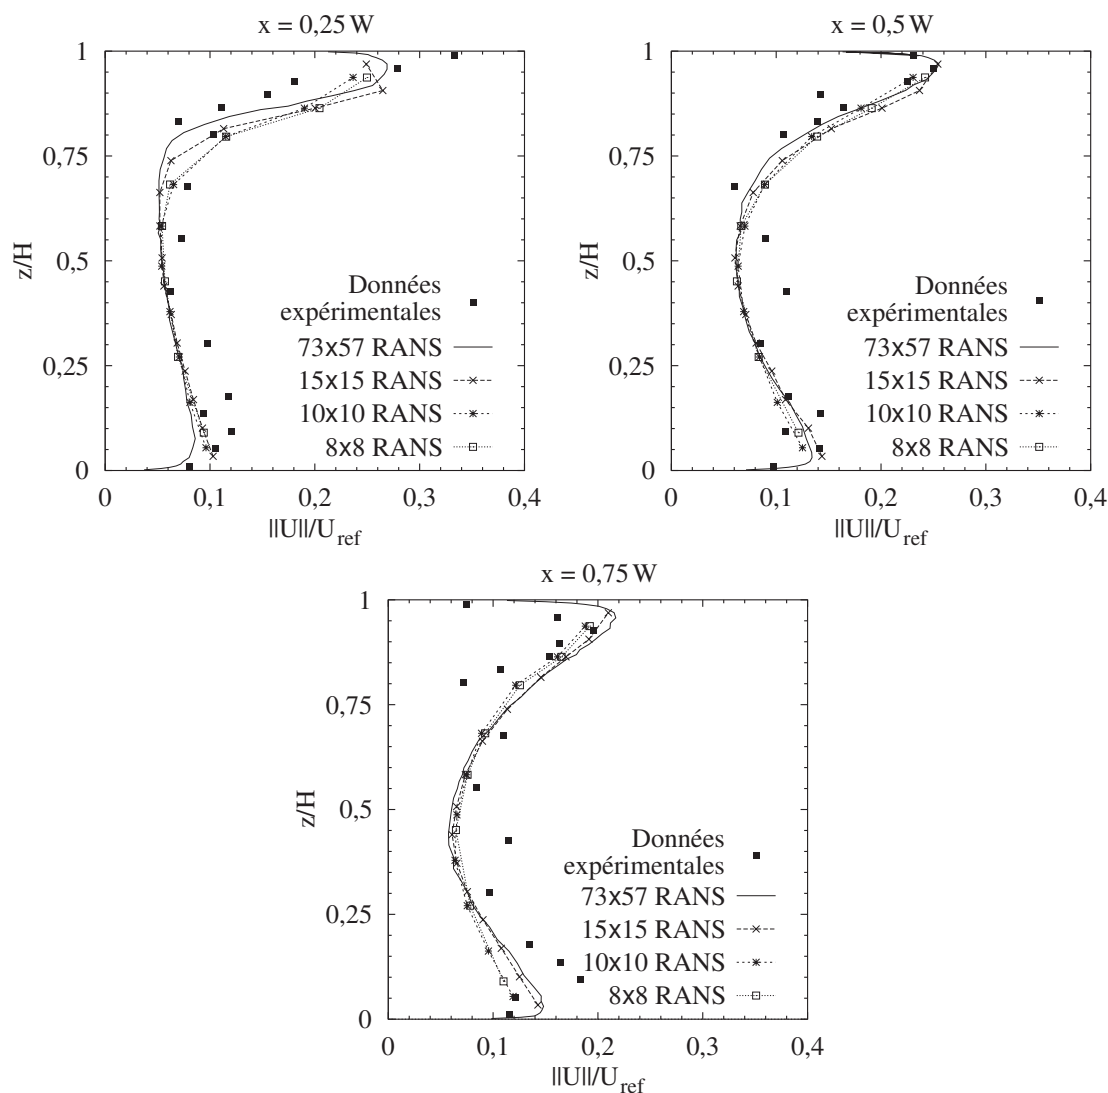 x = 0,25 W
1
0,75
0,5
0,25
0
z/H
Données
expérimentales
73x57 RANS
15x15 RANS
10x10 RANS
8x8 RANS
0 0,1 0,2 0,3 0,4
||U||/U_ref
x = 0,5 W
1
0,75
0,5
0,25
0
z/H
Données
expérimentales
73x57 RANS
15x15 RANS
10x10 RANS
8x8 RANS
0 0,1 0,2 0,3 0,4
||U||/U_ref
x = 0,75 W
1
0,75
0,5
0,25
0
z/H
Données
expérimentales
73x57 RANS
15x15 RANS
10x10 RANS
8x8 RANS
0 0,1 0,2 0,3 0,4
||U||/U_ref